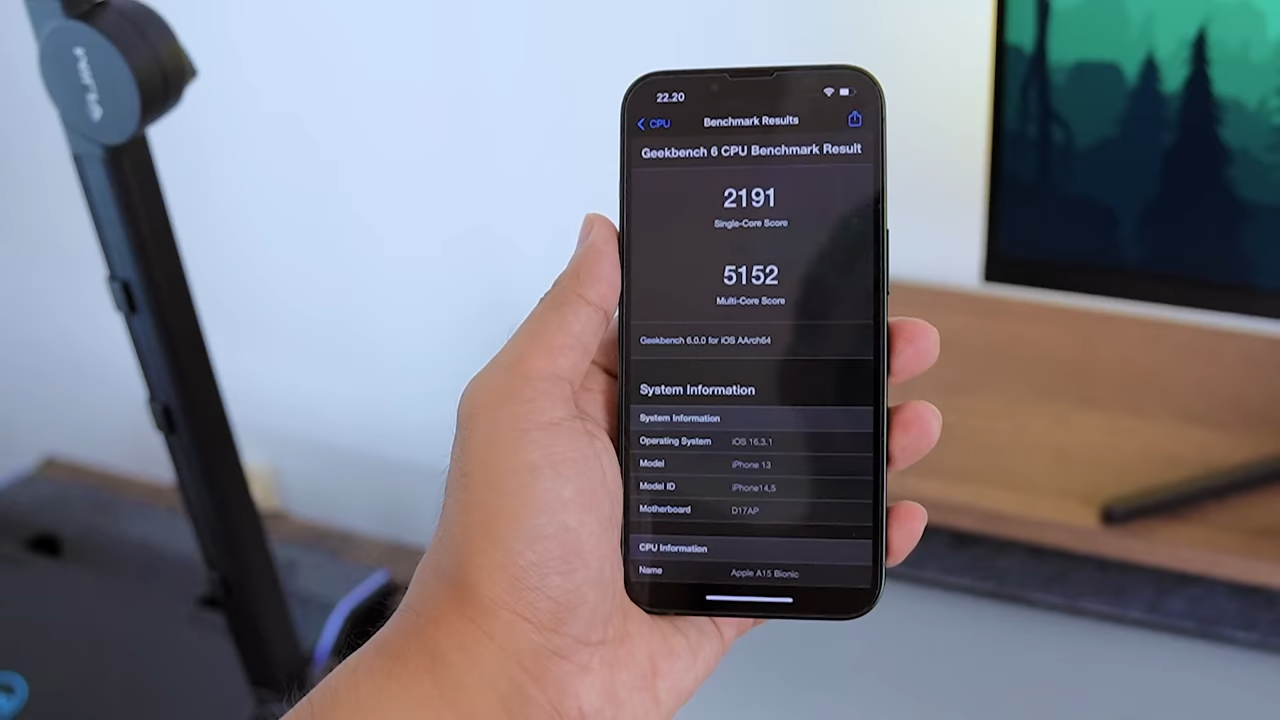 22.20
CPU
Benchmark Results
Geekbench 6 CPU Benchmark Result
2191
Single-Core Score
5152
Multi-Core Score
Geekbench 6.0.0 for iOS AArch64
System Information
System Information
Operating System iOS 16.3.1
Model iPhone 13
Model ID iPhone14,5
Motherboard D17AP
CPU Information
Name Apple A15 Bionic